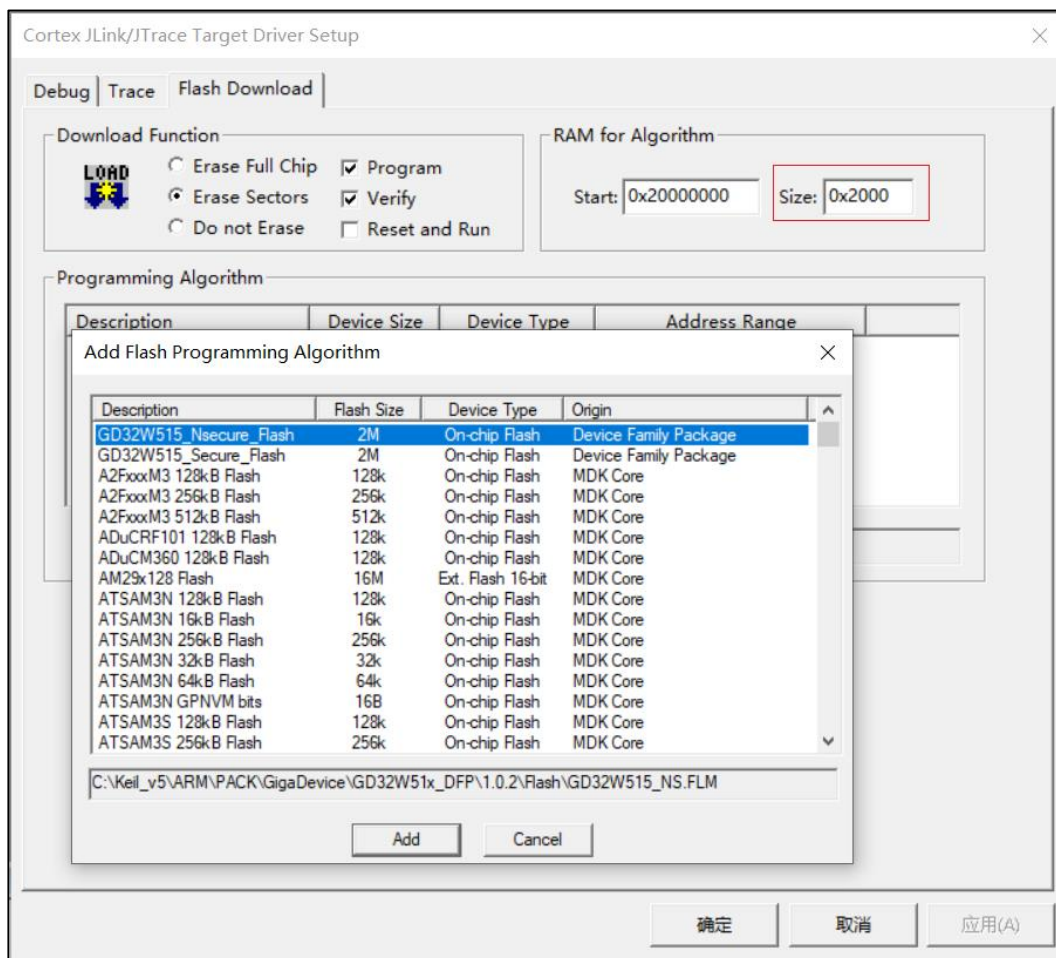 Cortex JLink/JTrace Target Driver Setup
Debug Trace Flash Download
Download Function
LOAD
Erase Full Chip
Erase Sectors
Do not Erase
Program
Verify
Reset and Run
RAM for Algorithm
Start: 0x20000000 Size: 0x2000
Programming Algorithm
Description Device Size Device Type Address Range
Add Flash Programming Algorithm
Description Flash Size Device Type Origin
GD32W515_Nsecure_Flash 2M On-chip Flash Device Family Package
GD32W515_Secure_Flash 2M On-chip Flash Device Family Package
A2FxxxM3 128kB Flash 128k On-chip Flash MDK Core
A2FxxxM3 256kB Flash 256k On-chip Flash MDK Core
A2FxxxM3 512kB Flash 512k On-chip Flash MDK Core
ADuCRF101 128kB Flash 128k On-chip Flash MDK Core
ADuCM360 128kB Flash 128k On-chip Flash MDK Core
AM29x128 Flash 16M Ext. Flash 16-bit MDK Core
ATSAM3N 128kB Flash 128k On-chip Flash MDK Core
ATSAM3N 16kB Flash 16k On-chip Flash MDK Core
ATSAM3N 256kB Flash 256k On-chip Flash MDK Core
ATSAM3N 32kB Flash 32k On-chip Flash MDK Core
ATSAM3N 64kB Flash 64k On-chip Flash MDK Core
ATSAM3N GPNVM bits 16B On-chip Flash MDK Core
ATSAM3S 128kB Flash 128k On-chip Flash MDK Core
ATSAM3S 256kB Flash 256k On-chip Flash MDK Core
C:\Keil_v5\ARM\PACK\GigaDevice\GD32W51x_DFP\1.0.2\Flash\GD32W515_NS.FLM
Add Cancel
确定 取消 应用(A)